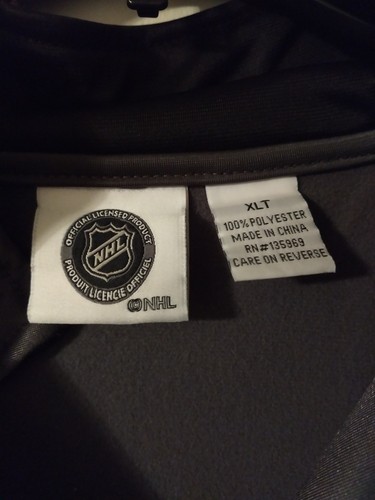 OFFICIAL LICENSED PRODUCT
NHL
PRODUIT LICENCIÉ OFFICIEL
©NHL
XLT
100%POLYESTER
MADE IN CHINA
RN#135969
CARE ON REVERSE